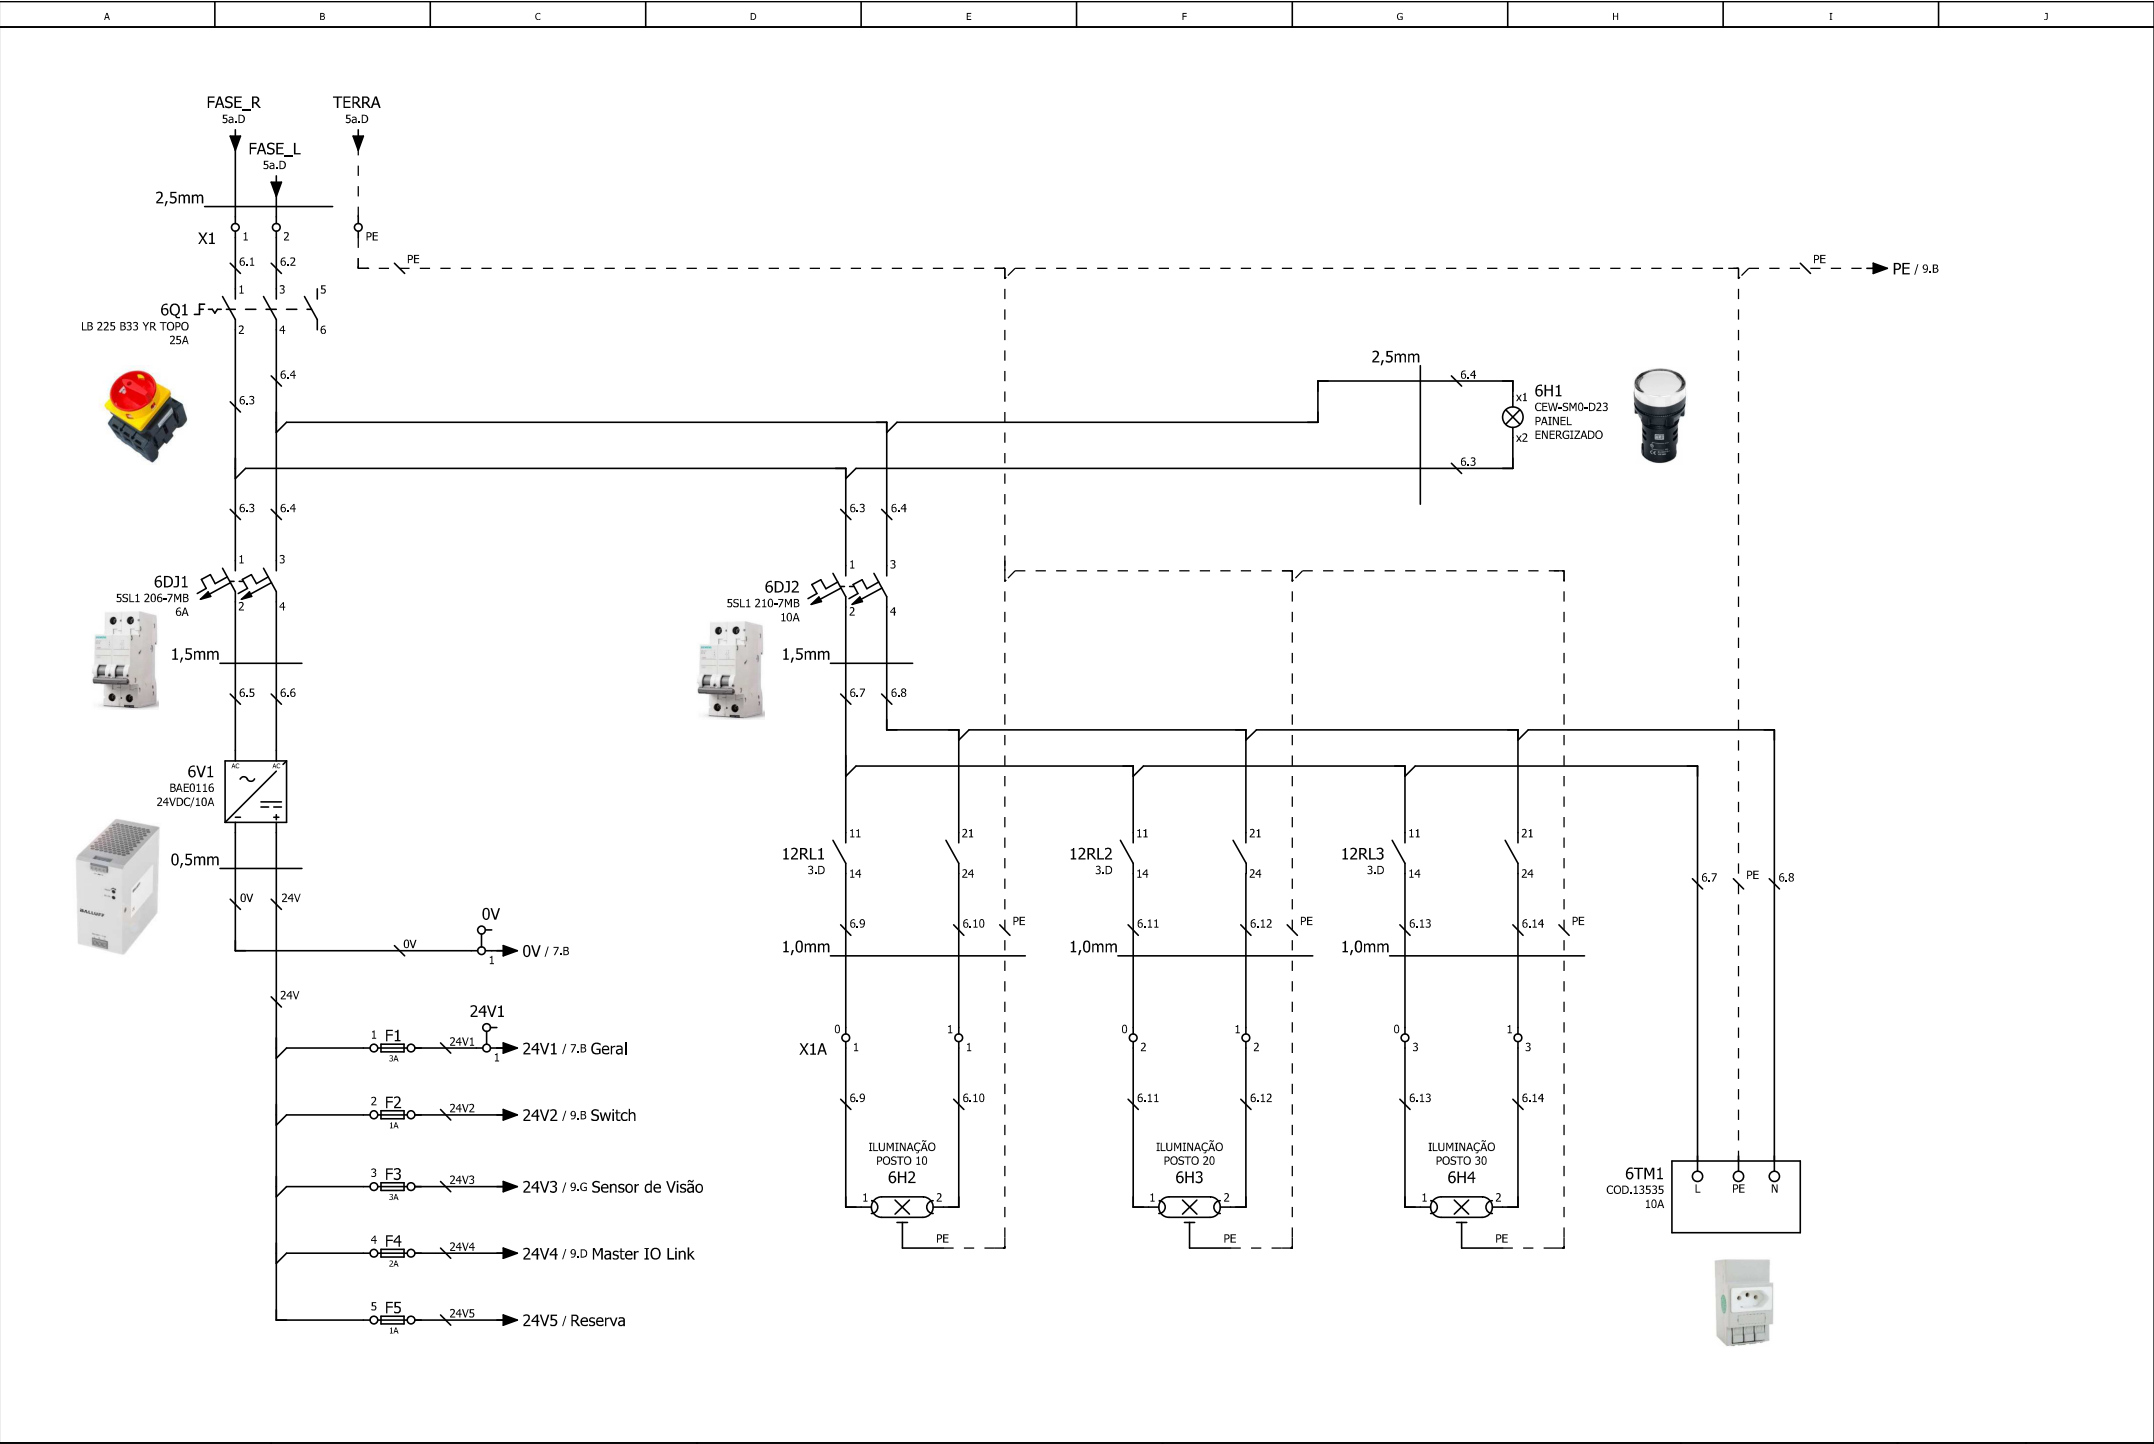 A B C D E F G H I J
FASE_R
5a.D
TERRA
5a.D
FASE_L
5a.D
2,5mm
X1 1 2 PE
6.1 6.2 PE PE PE / 9.B
1 3 5
6Q1
LB 225 B33 YR TOPO
25A
2 4 6
2,5mm
6.4 6.4
6.3
x1 6H1
CEW-SM0-D23
PAINEL
x2 ENERGIZADO
6.3
6.3 6.4 6.3 6.4
1 3 1 3
6DJ1
5SL1 206-7MB
6A
2 4
6DJ2
5SL1 210-7MB
10A
2 4
1,5mm 1,5mm
6.5 6.6 6.7 6.8
AC AC
6V1
BAE0116
24VDC/10A
- +
BALLUFF
0,5mm
0V 24V
11 21 11 21 11 21
12RL1 12RL2 12RL3
3.D 3.D 3.D
14 24 14 24 14 24
6.7 PE 6.8
6.9 6.10 PE 6.11 6.12 PE 6.13 6.14 PE
1,0mm 1,0mm 1,0mm
0V
0V 1 0V / 7.B
24V
24V1
1 F1 24V1 1 24V1 / 7.B Geral
3A
2 F2 24V2 24V2 / 9.B Switch
1A
3 F3 24V3 24V3 / 9.G Sensor de Visão
3A
4 F4 24V4 24V4 / 9.D Master IO Link
2A
5 F5 24V5 24V5 / Reserva
1A
0 1 0 1 0 1
X1A 1 1 2 2 3 3
6.9 6.10 6.11 6.12 6.13 6.14
ILUMINAÇÃO
POSTO 10
6H2
1 2
PE
ILUMINAÇÃO
POSTO 20
6H3
1 2
PE
ILUMINAÇÃO
POSTO 30
6H4
1 2
PE
6TM1
COD.13535
10A
L PE N